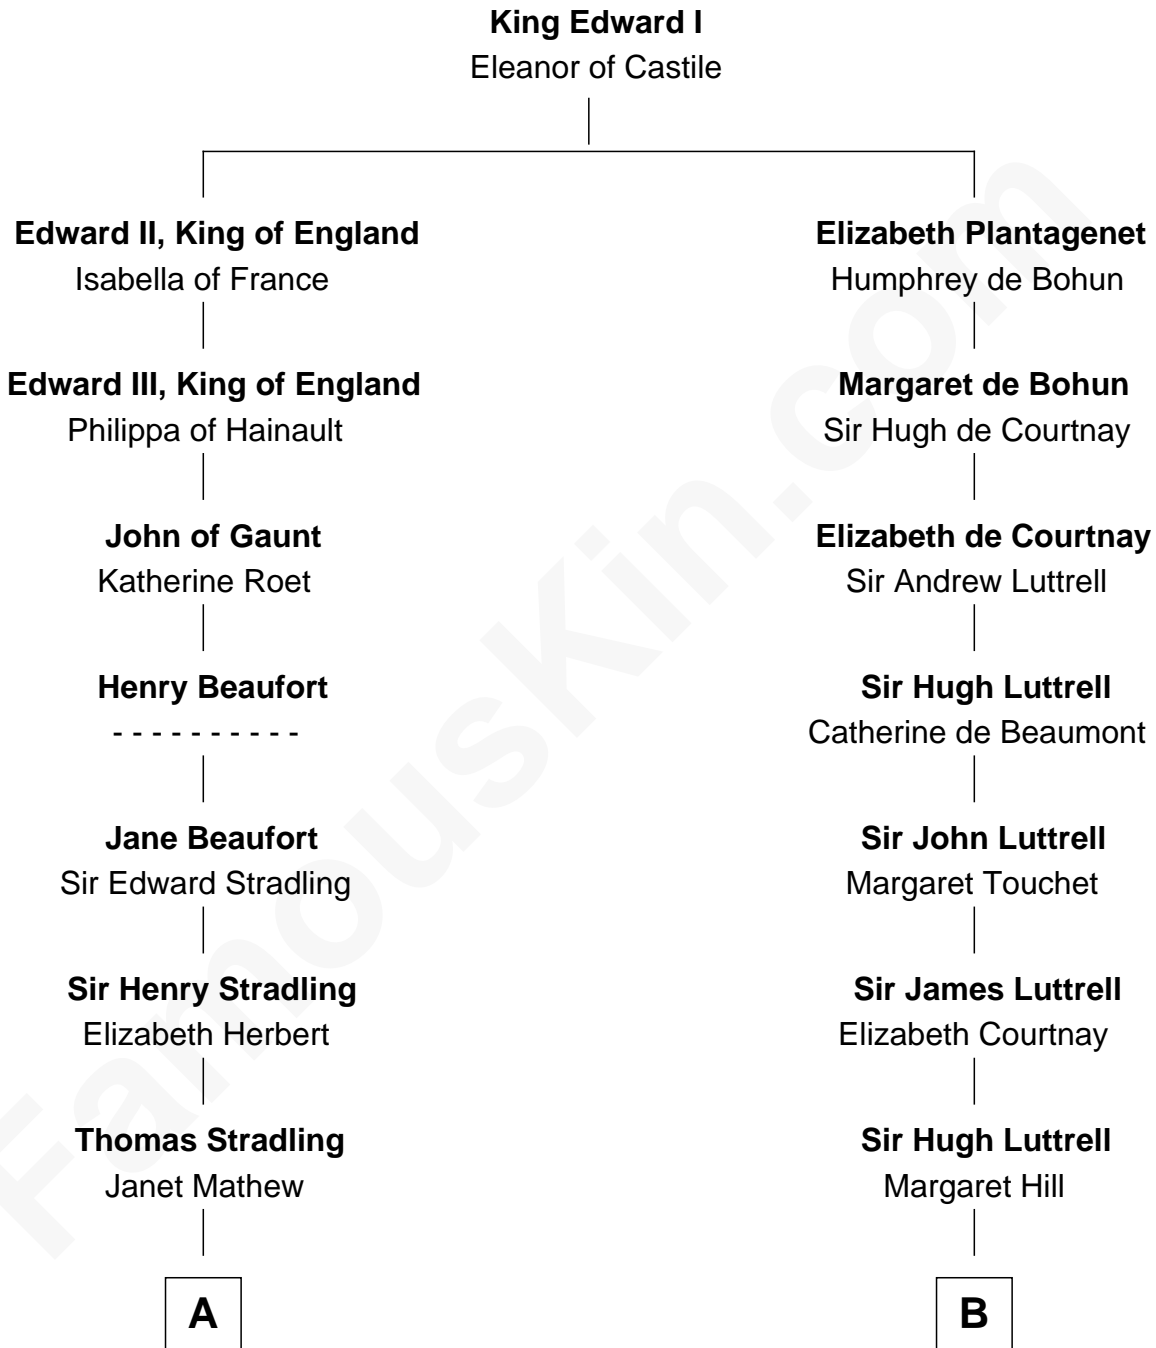 King Edward I
Eleanor of Castile
Edward II, King of England
Isabella of France
Edward III, King of England
Philippa of Hainault
John of Gaunt
Katherine Roet
Henry Beaufort
- - - - - - - - - -
Jane Beaufort
Sir Edward Stradling
Sir Henry Stradling
Elizabeth Herbert
Thomas Stradling
Janet Mathew
A
Elizabeth Plantagenet
Humphrey de Bohun
Margaret de Bohun
Sir Hugh de Courtnay
Elizabeth de Courtnay
Sir Andrew Luttrell
Sir Hugh Luttrell
Catherine de Beaumont
Sir John Luttrell
Margaret Touchet
Sir James Luttrell
Elizabeth Courtnay
Sir Hugh Luttrell
Margaret Hill
B
FamousKin.com